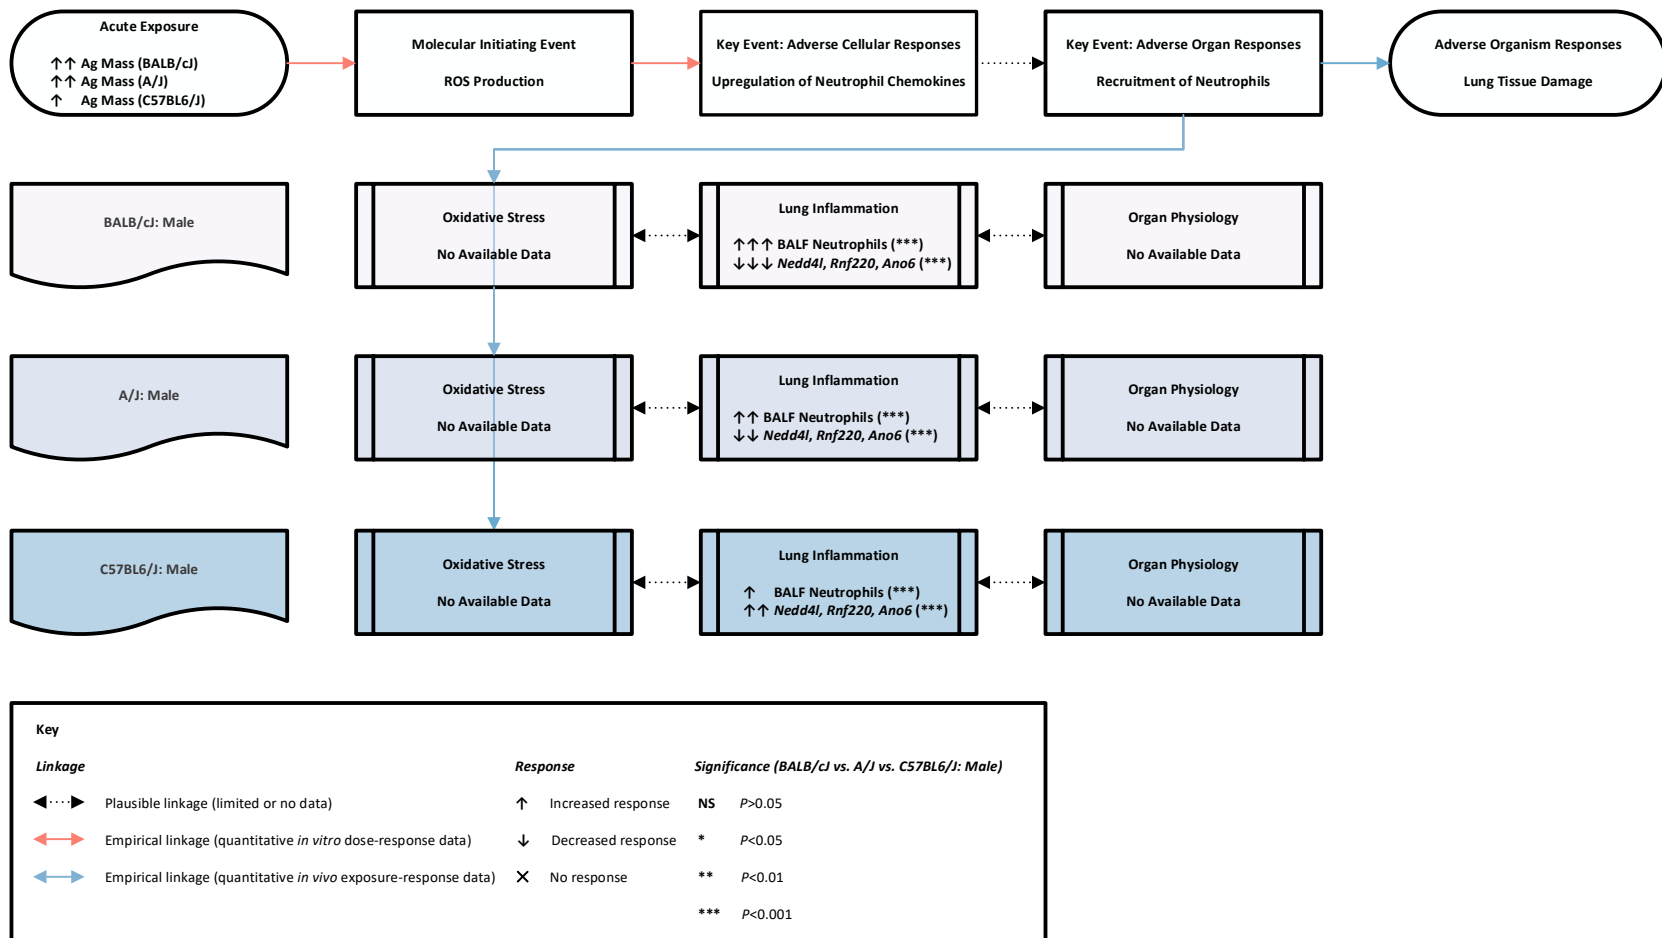 Acute Exposure
↑↑ Ag Mass (BALB/cJ)
↑↑ Ag Mass (A/J)
↑ Ag Mass (C57BL6/J)
Molecular Initiating Event
ROS Production
Key Event: Adverse Cellular Responses
Upregulation of Neutrophil Chemokines
Key Event: Adverse Organ Responses
Recruitment of Neutrophils
Adverse Organism Responses
Lung Tissue Damage
BALB/cJ: Male
Oxidative Stress
No Available Data
Lung Inflammation
↑↑↑ BALF Neutrophils (***)
↓↓↓ Nedd4l, Rnf220, Ano6 (***)
Organ Physiology
No Available Data
A/J: Male
Oxidative Stress
No Available Data
Lung Inflammation
↑↑ BALF Neutrophils (***)
↓↓ Nedd4l, Rnf220, Ano6 (***)
Organ Physiology
No Available Data
C57BL6/J: Male
Oxidative Stress
No Available Data
Lung Inflammation
↑ BALF Neutrophils (***)
↑↑ Nedd4l, Rnf220, Ano6 (***)
Organ Physiology
No Available Data
Key
Linkage Response Significance (BALB/cJ vs. A/J vs. C57BL6/J: Male)
Plausible linkage (limited or no data) ↑ Increased response NS P>0.05
Empirical linkage (quantitative in vitro dose-response data) ↓ Decreased response * P<0.05
Empirical linkage (quantitative in vivo exposure-response data) ✕ No response ** P<0.01
*** P<0.001